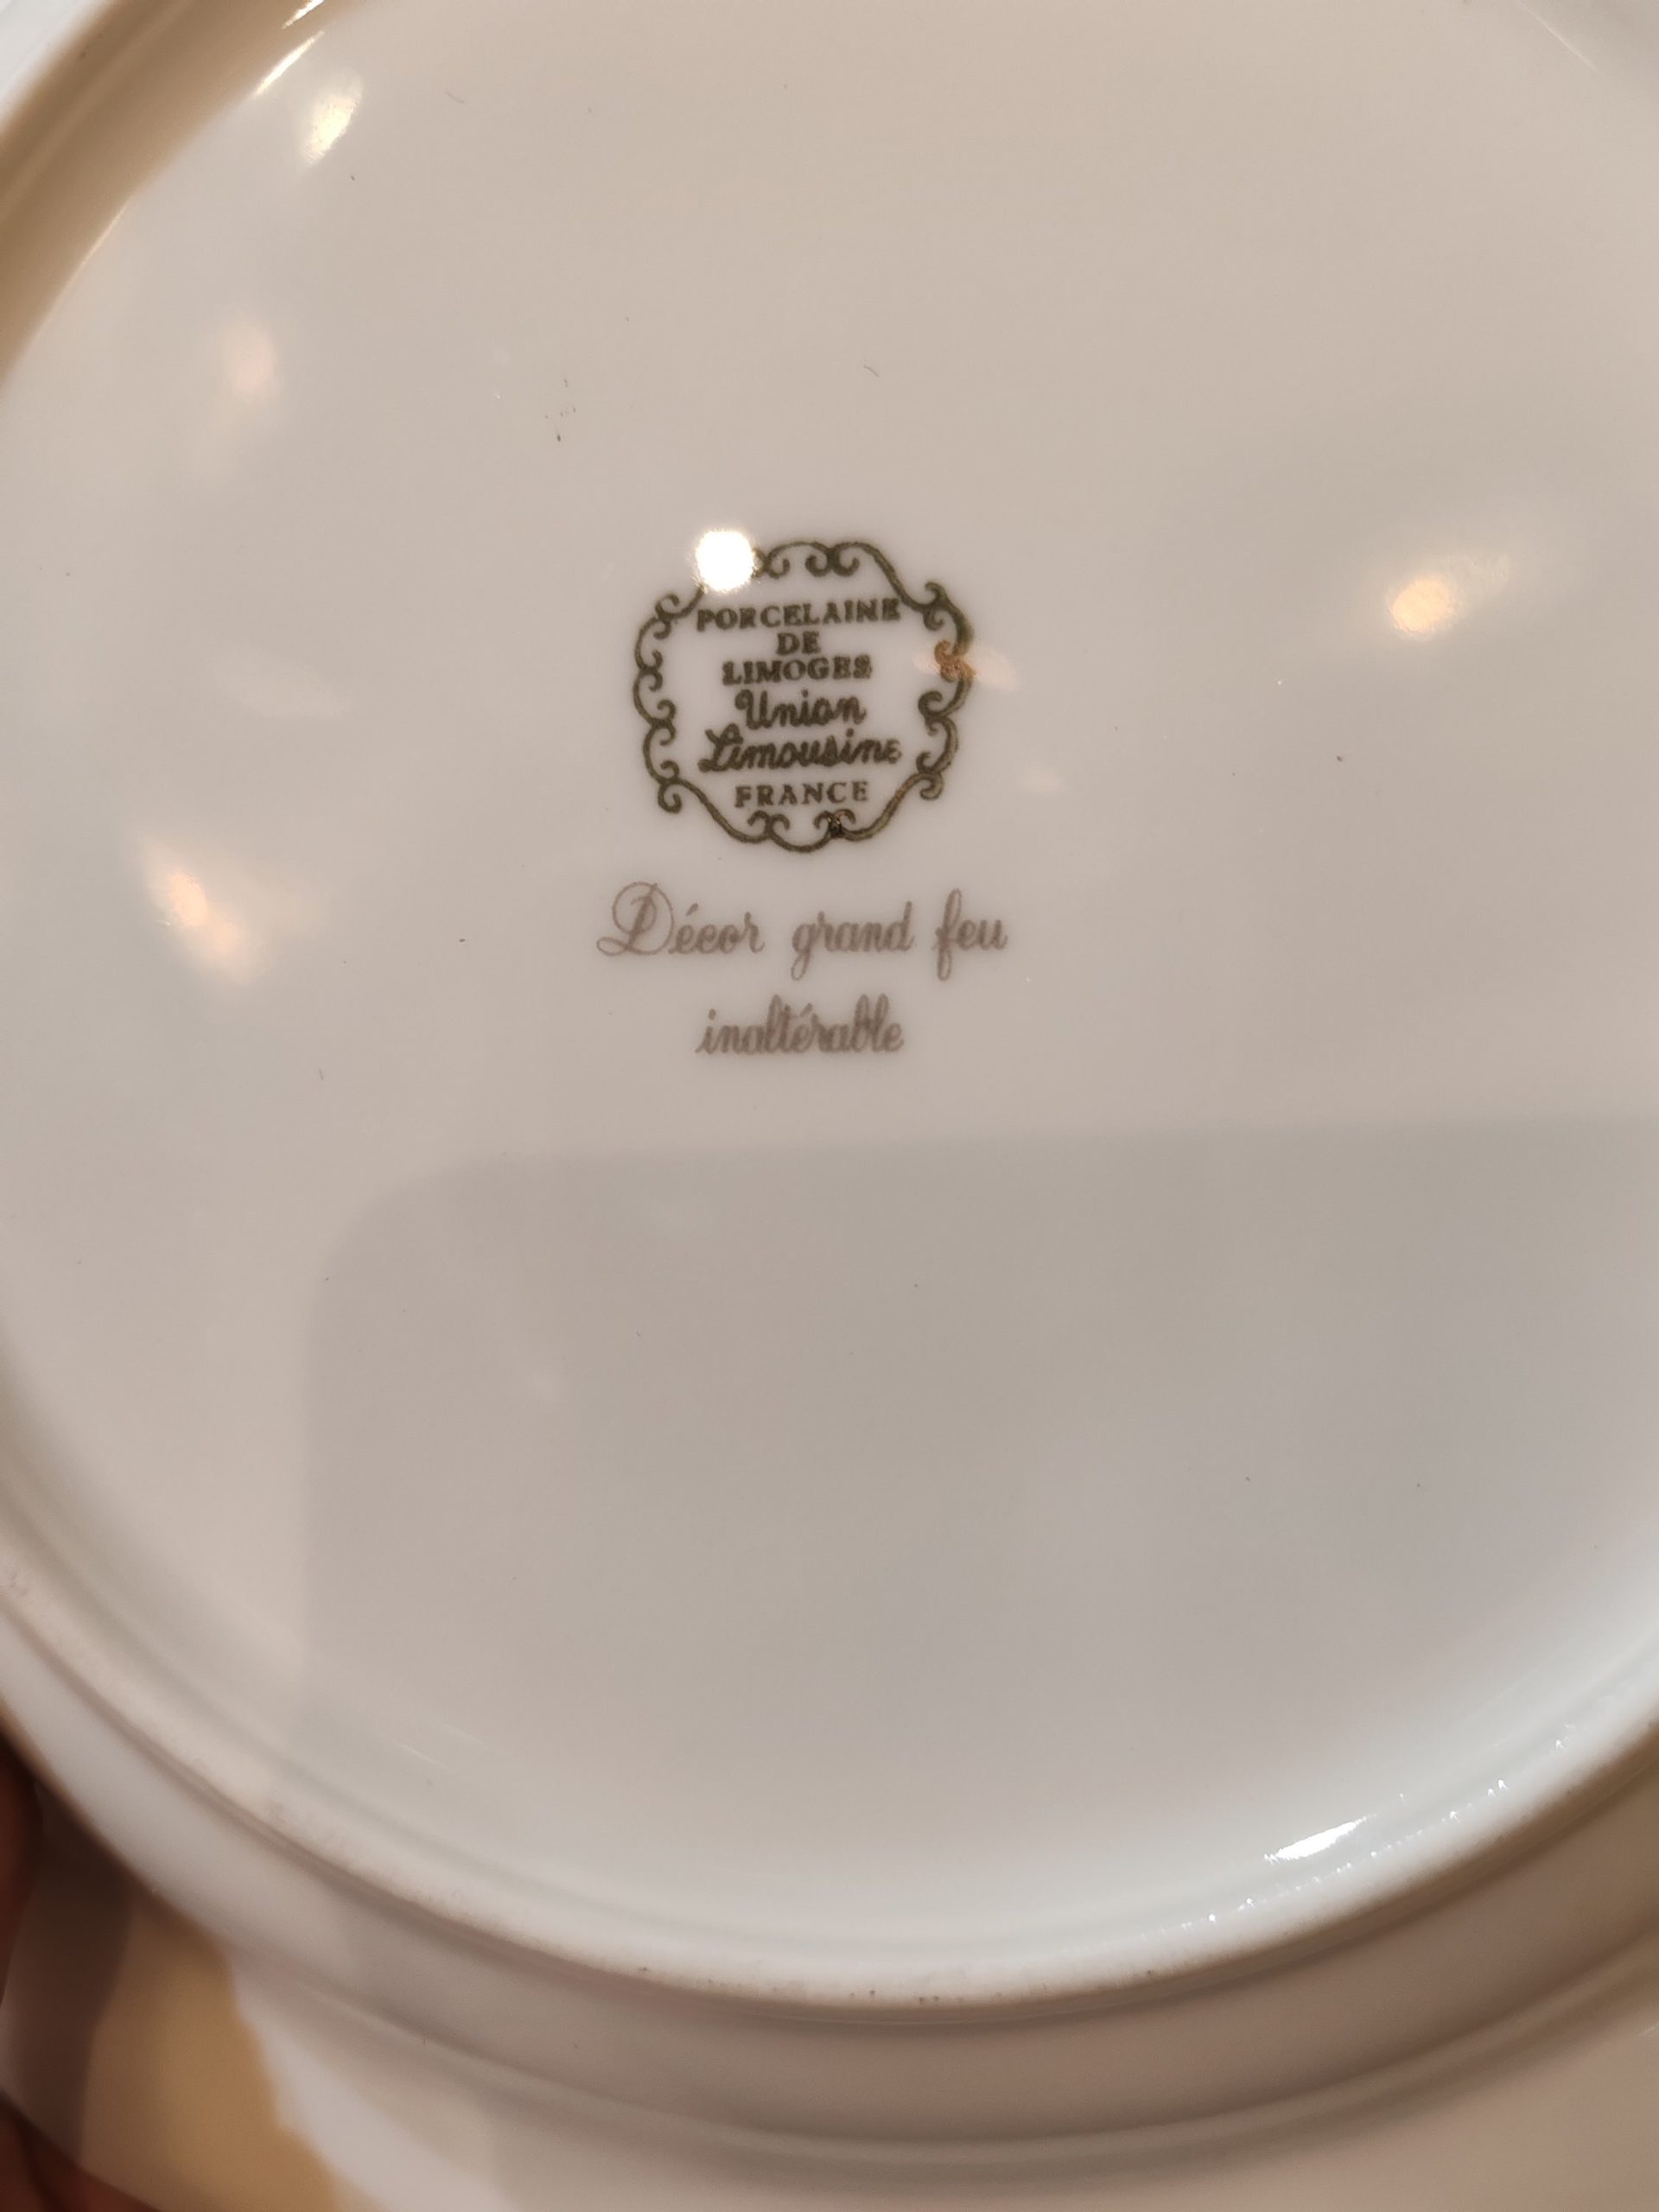 PORCELAINE
DE
LIMOGES
Union
Limousine
FRANCE
Décor grand feu
inaltérable